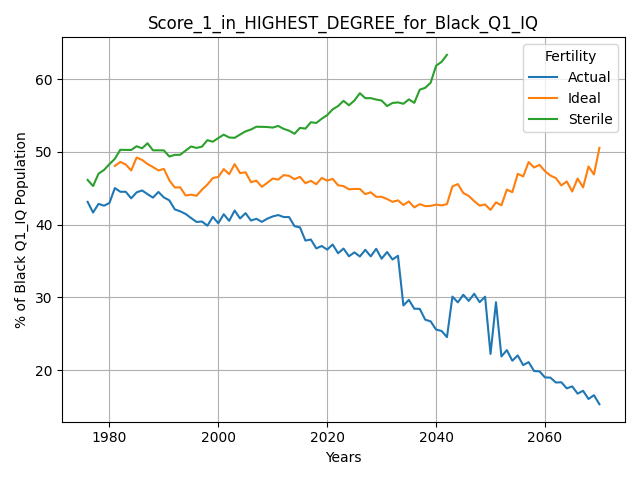 Score_1_in_HIGHEST_DEGREE_for_Black_Q1_IQ
% of Black Q1_IQ Population
60
50
40
30
20
Fertility
Actual
Ideal
Sterile
1980
2000
2020
2040
2060
Years